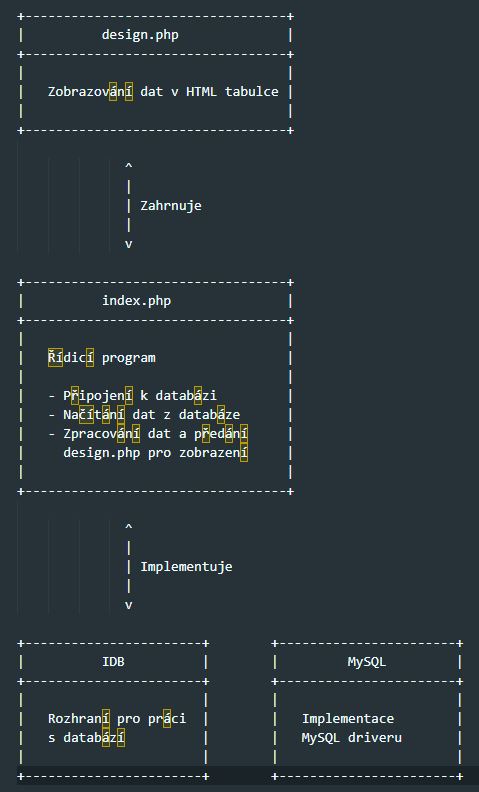 +----------------------------------+
|          design.php              |
+----------------------------------+
|                                  |
|   Zobrazování dat v HTML tabulce |
|                                  |
+----------------------------------+
^
|
| Zahrnuje
|
v
+----------------------------------+
|          index.php               |
+----------------------------------+
|                                  |
|   Řídicí program                 |
|                                  |
|   - Připojení k databázi         |
|   - Načítání dat z databáze      |
|   - Zpracování dat a předání     |
|     design.php pro zobrazení     |
|                                  |
+----------------------------------+
^
|
| Implementuje
|
v
+-----------------------+        +-----------------------+
|          IDB          |        |         MySQL         |
+-----------------------+        +-----------------------+
|                       |        |                       |
|   Rozhraní pro práci  |        |   Implementace        |
|   s databází          |        |   MySQL driveru       |
|                       |        |                       |
+-----------------------+        +-----------------------+